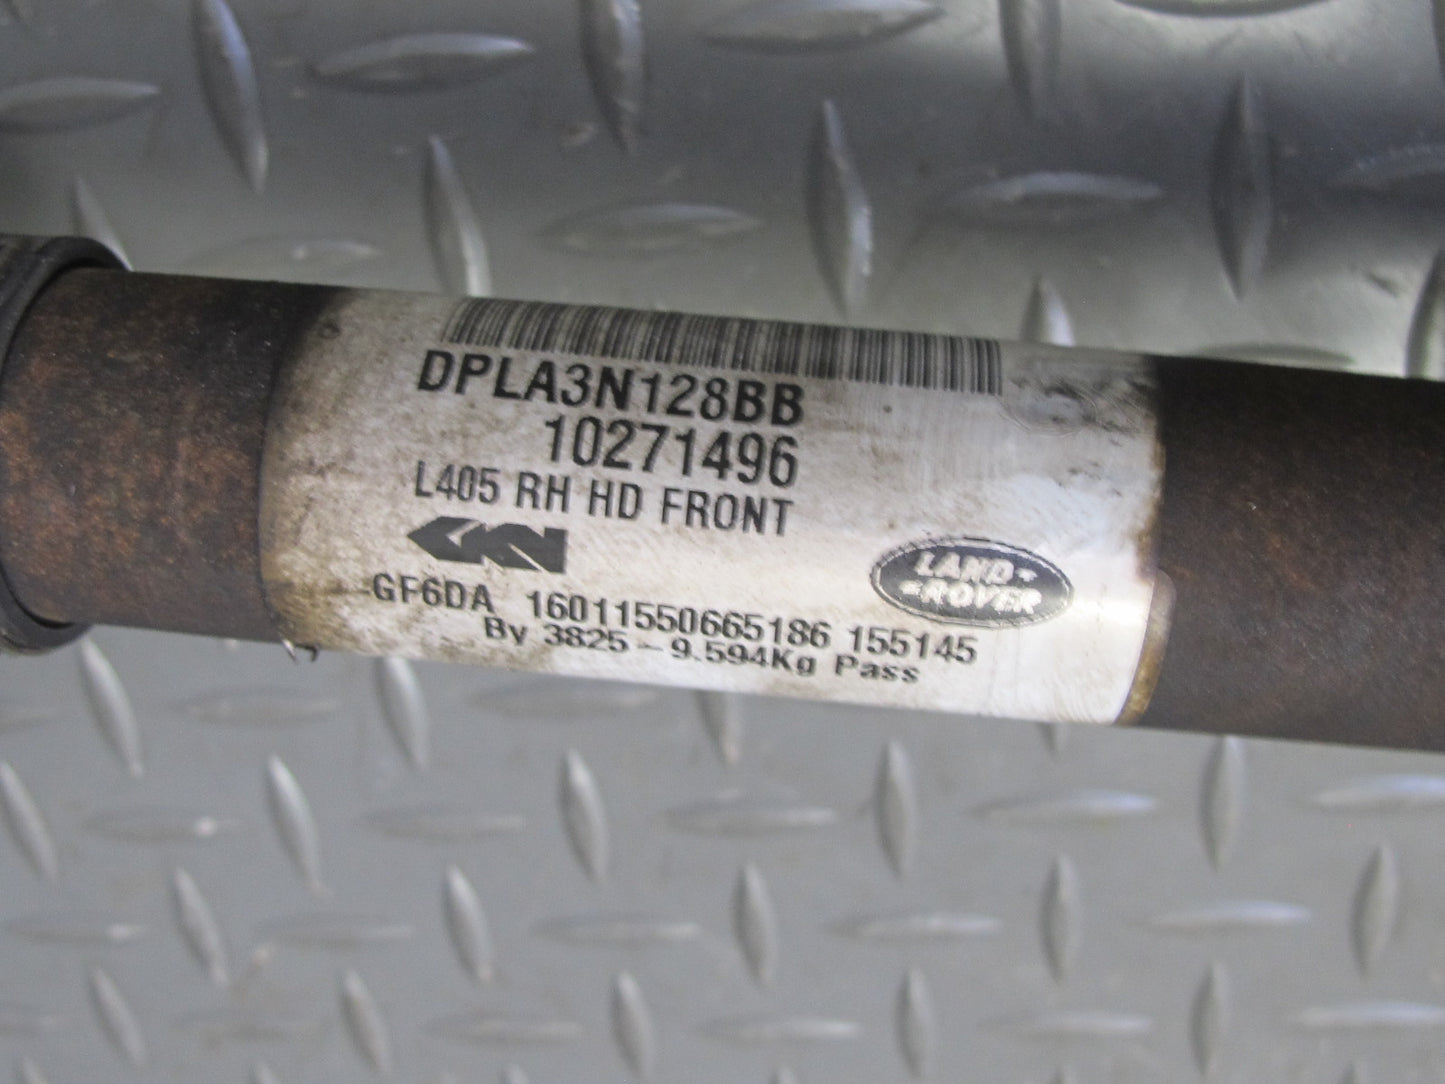 DPLA3N128BB
10271496
L405 RH HD FRONT
GKN
LAND
ROVER
GF6DA 16011550665186 155145
By 3825 - 9.594Kg Pass